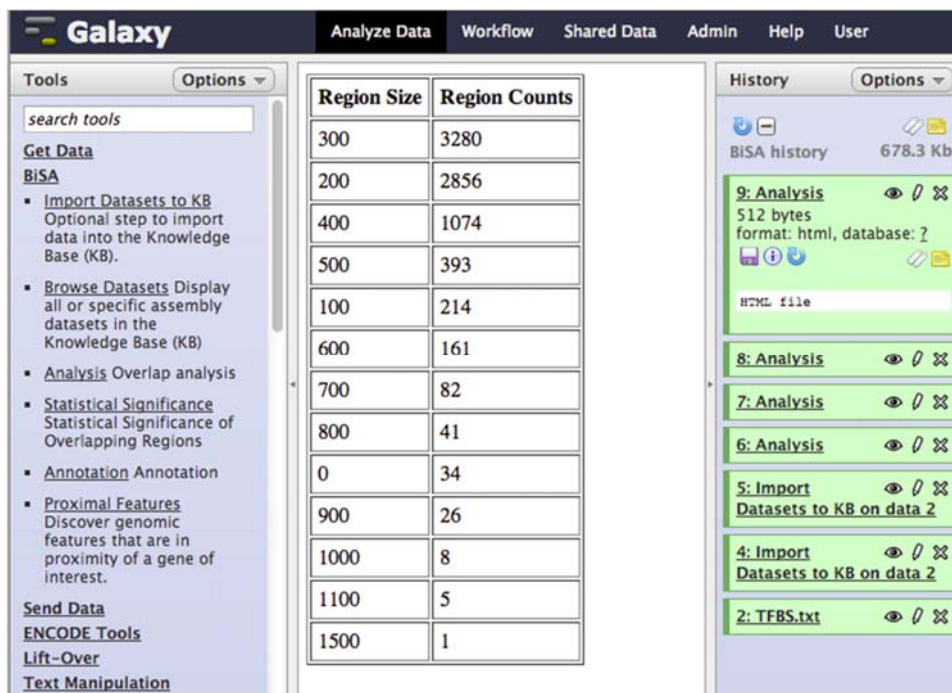 Galaxy
Analyze Data Workflow Shared Data Admin Help User
Tools Options
search tools
Get Data
BiSA
Import Datasets to KB
Optional step to import
data into the Knowledge
Base (KB).
Browse Datasets Display
all or specific assembly
datasets in the
Knowledge Base (KB)
Analysis Overlap analysis
Statistical Significance
Statistical Significance of
Overlapping Regions
Annotation Annotation
Proximal Features
Discover genomic
features that are in
proximity of a gene of
interest.
Send Data
ENCODE Tools
Lift-Over
Text Manipulation
Region Size Region Counts
300 3280
200 2856
400 1074
500 393
100 214
600 161
700 82
800 41
0 34
900 26
1000 8
1100 5
1500 1
History Options
BiSA history 678.3 Kb
9: Analysis
512 bytes
format: html, database: ?
HTML file
8: Analysis
7: Analysis
6: Analysis
5: Import
Datasets to KB on data 2
4: Import
Datasets to KB on data 2
2: TFBS.txt